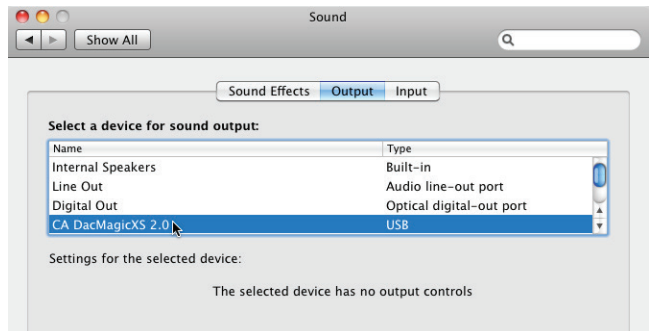 Sound
Show All
Sound Effects Output Input
Select a device for sound output:
Name Type
Internal Speakers Built-in
Line Out Audio line-out port
Digital Out Optical digital-out port
CA DacMagicXS 2.0 USB
Settings for the selected device:
The selected device has no output controls